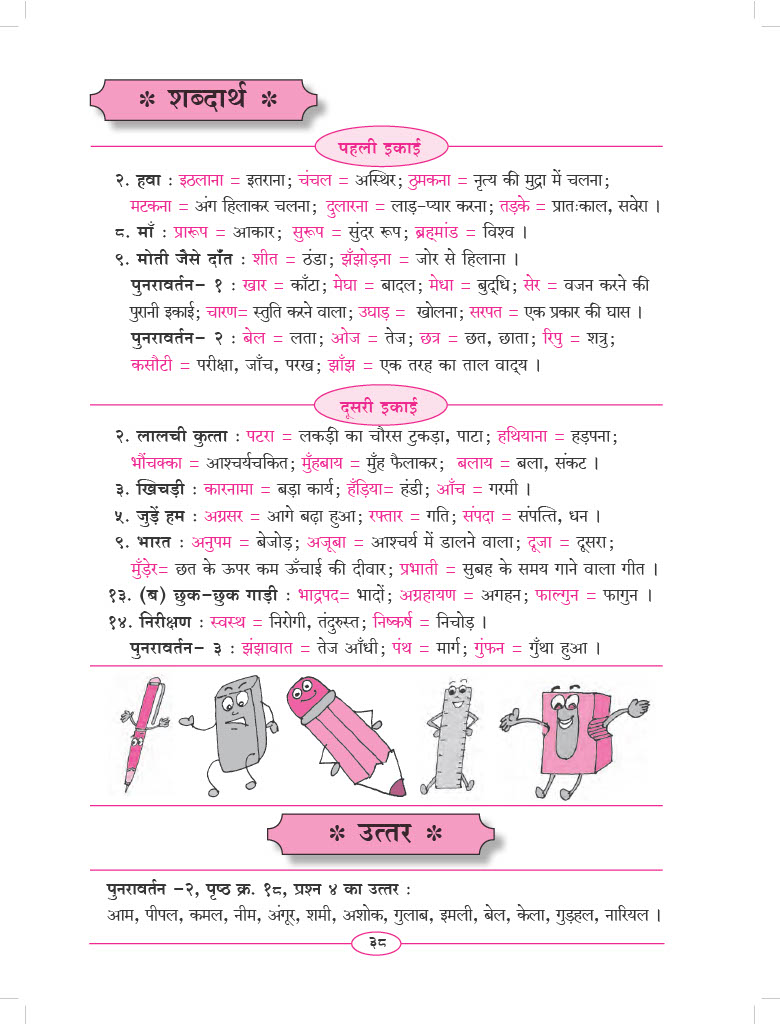 * शब्दार्थ *
पहली इकाई
२. हवा : इठलाना = इतराना; चंचल = अस्थिर; ठुमकना = नृत्य की मुद्रा में चलना;
मटकना = अंग हिलाकर चलना; दुलारना = लाड़-प्यार करना; तड़के = प्रातःकाल, सवेरा ।
८. माँ : प्रारूप = आकार; सुरूप = सुंदर रूप; ब्रह्मांड = विश्व ।
९. मोती जैसे दाँत : शीत = ठंडा; झँझोड़ना = जोर से हिलाना ।
पुनरावर्तन- १ : खार = काँटा; मेघा = बादल; मेधा = बुद्धि; सेर = वजन करने की
पुरानी इकाई; चारण= स्तुति करने वाला; उघाड़ = खोलना; सरपत = एक प्रकार की घास ।
पुनरावर्तन- २ : बेल = लता; ओज = तेज; छत्र = छत, छाता; रिपु = शत्रु;
कसौटी = परीक्षा, जाँच, परख; झाँझ = एक तरह का ताल वाद्य ।
दूसरी इकाई
२. लालची कुत्ता : पटरा = लकड़ी का चौरस टुकड़ा, पाटा; हथियाना = हड़पना;
भौंचक्का = आश्चर्यचकित; मुँहबाय = मुँह फैलाकर; बलाय = बला, संकट ।
३. खिचड़ी : कारनामा = बड़ा कार्य; हँड़िया= हंडी; आँच = गरमी ।
५. जुड़ें हम : अग्रसर = आगे बढ़ा हुआ; रफ्तार = गति; संपदा = संपत्ति, धन ।
९. भारत : अनुपम = बेजोड़; अजूबा = आश्चर्य में डालने वाला; दूजा = दूसरा;
मुँड़ेर= छत के ऊपर कम ऊँचाई की दीवार; प्रभाती = सुबह के समय गाने वाला गीत ।
१३. (ब) छुक-छुक गाड़ी : भाद्रपद= भादों; अग्रहायण = अगहन; फाल्गुन = फागुन ।
१४. निरीक्षण : स्वस्थ = निरोगी, तंदुरुस्त; निष्कर्ष = निचोड़ ।
पुनरावर्तन- ३ : झंझावात = तेज आँधी; पंथ = मार्ग; गुंफन = गुँथा हुआ ।
* उत्तर *
पुनरावर्तन -२, पृष्ठ क्र. १८, प्रश्न ४ का उत्तर :
आम, पीपल, कमल, नीम, अंगूर, शमी, अशोक, गुलाब, इमली, बेल, केला, गुड़हल, नारियल ।
३८